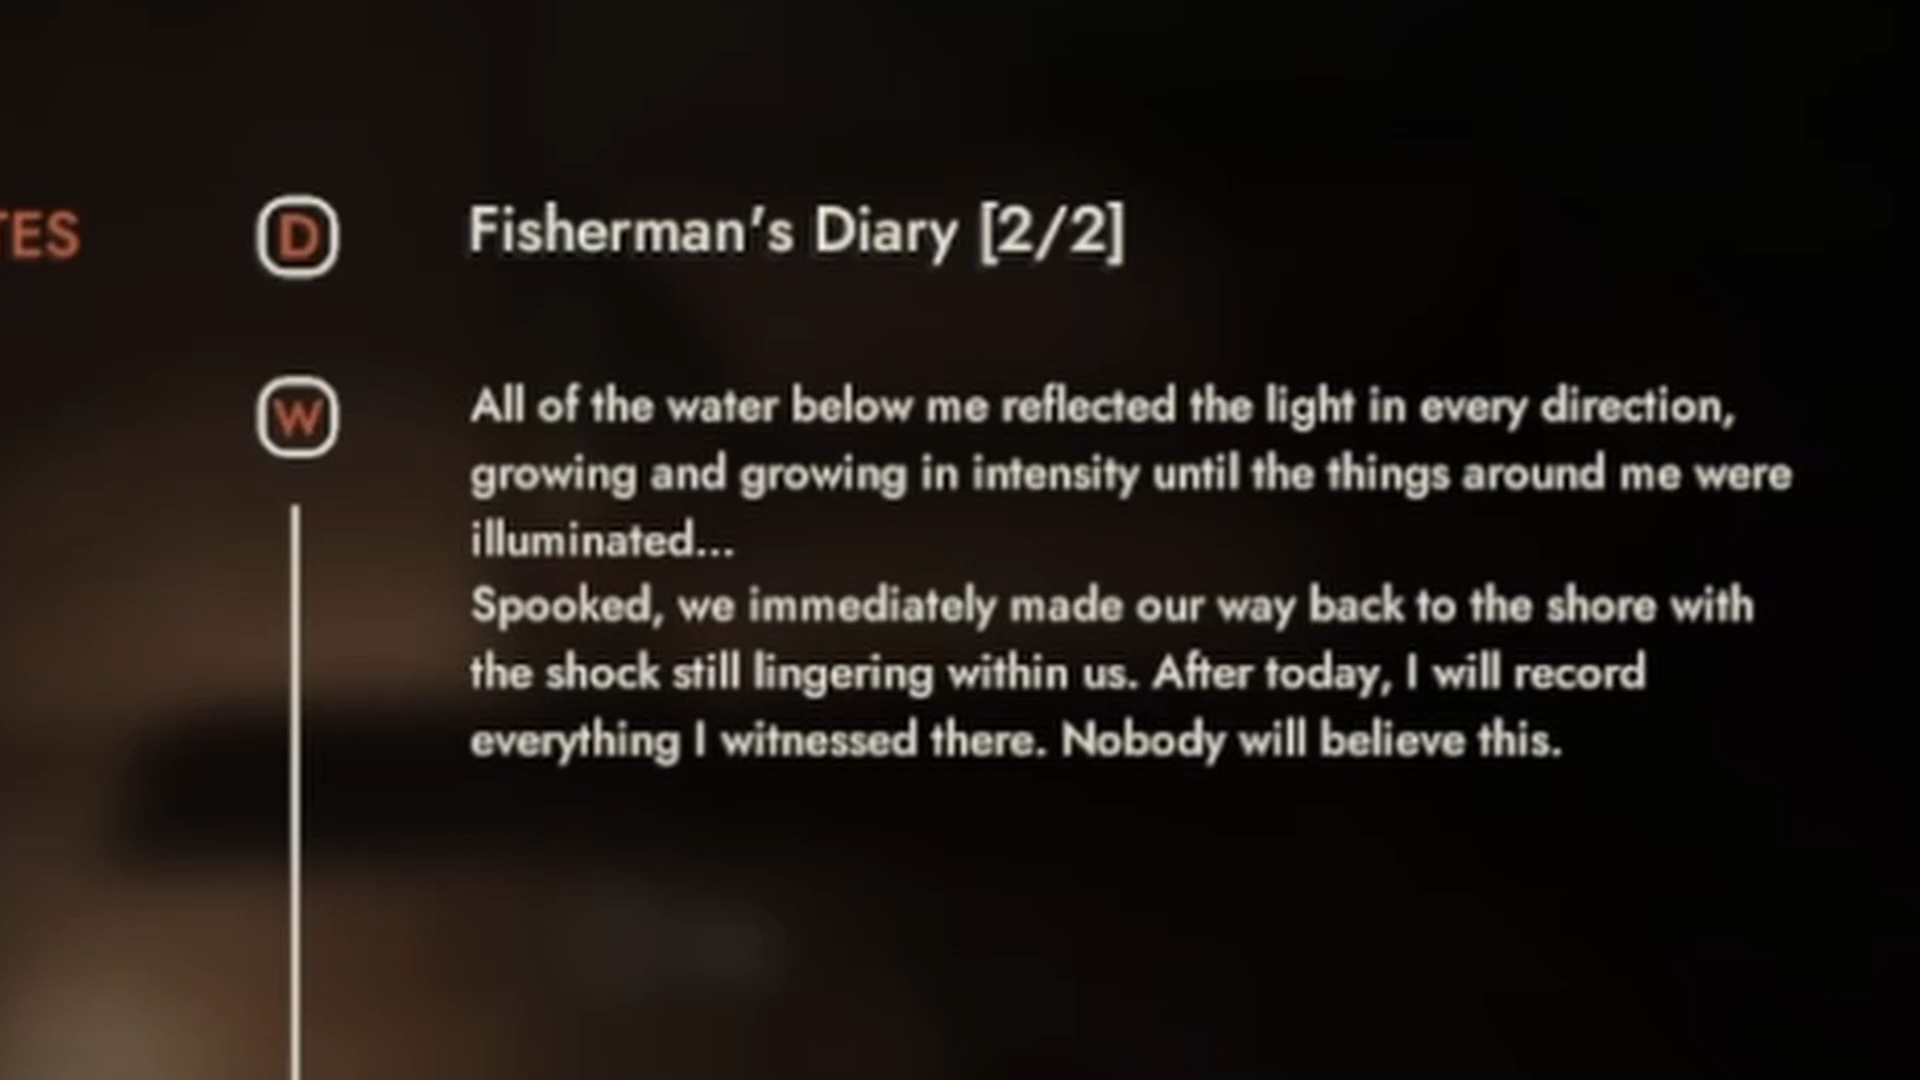 TES
D
Fisherman's Diary [2/2]
W
All of the water below me reflected the light in every direction,
growing and growing in intensity until the things around me were
illuminated...
Spooked, we immediately made our way back to the shore with
the shock still lingering within us. After today, I will record
everything I witnessed there. Nobody will believe this.